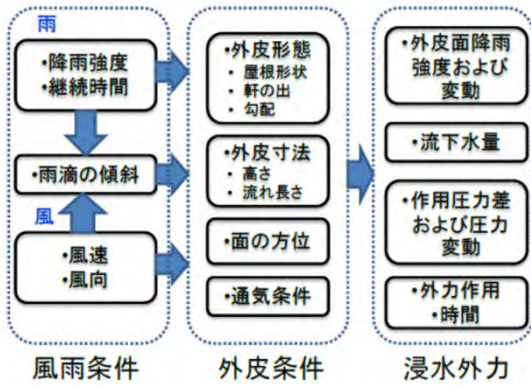 雨
・降雨強度
・継続時間
・雨滴の傾斜
風
・風速
・風向
風雨条件
・外皮形態
・屋根形状
・軒の出
・勾配
・外皮寸法
・高さ
・流れ長さ
・面の方位
・通気条件
外皮条件
・外皮面降雨
強度および
変動
・流下水量
・作用圧力差
および圧力
変動
・外力作用
・時間
浸水外力